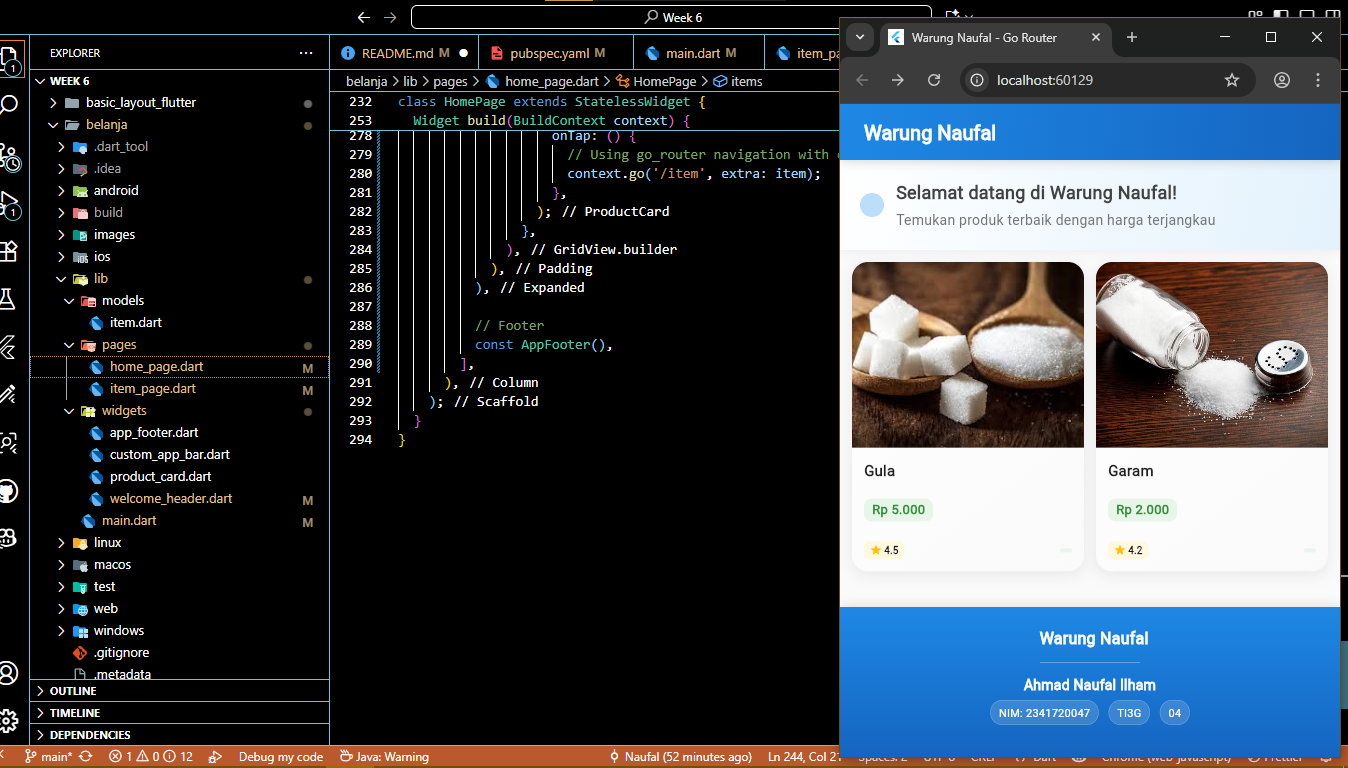 Week 6
EXPLORER
README.md M
pubspec.yaml M
main.dart M
belanja > lib > pages > home_page.dart > HomePage > items
WEEK 6
basic_layout_flutter
belanja
.dart_tool
.idea
android
build
images
ios
lib
models
item.dart
pages
home_page.dart M
item_page.dart M
widgets
app_footer.dart
custom_app_bar.dart
product_card.dart
welcome_header.dart M
main.dart M
linux
macos
test
web
windows
.gitignore
.metadata
OUTLINE
TIMELINE
DEPENDENCIES
232 class HomePage extends StatelessWidget {
253 Widget build(BuildContext context) {
278 onTap: () {
279 // Using go_router navigation with
280 context.go('/item', extra: item);
281 },
282 ); // ProductCard
283 },
284 ), // GridView.builder
285 ), // Padding
286 ), // Expanded
287
288 // Footer
289 const AppFooter(),
290 ],
291 ), // Column
292 ); // Scaffold
293 }
294 }
main* 1 0 12 Debug my code Java: Warning Naufal (52 minutes ago) Ln 244,
Warung Naufal - Go Router
localhost:60129
Warung Naufal
Selamat datang di Warung Naufal!
Temukan produk terbaik dengan harga terjangkau
Gula
Rp 5.000
4.5
Garam
Rp 2.000
4.2
Warung Naufal
Ahmad Naufal Ilham
NIM: 2341720047 TI3G 04